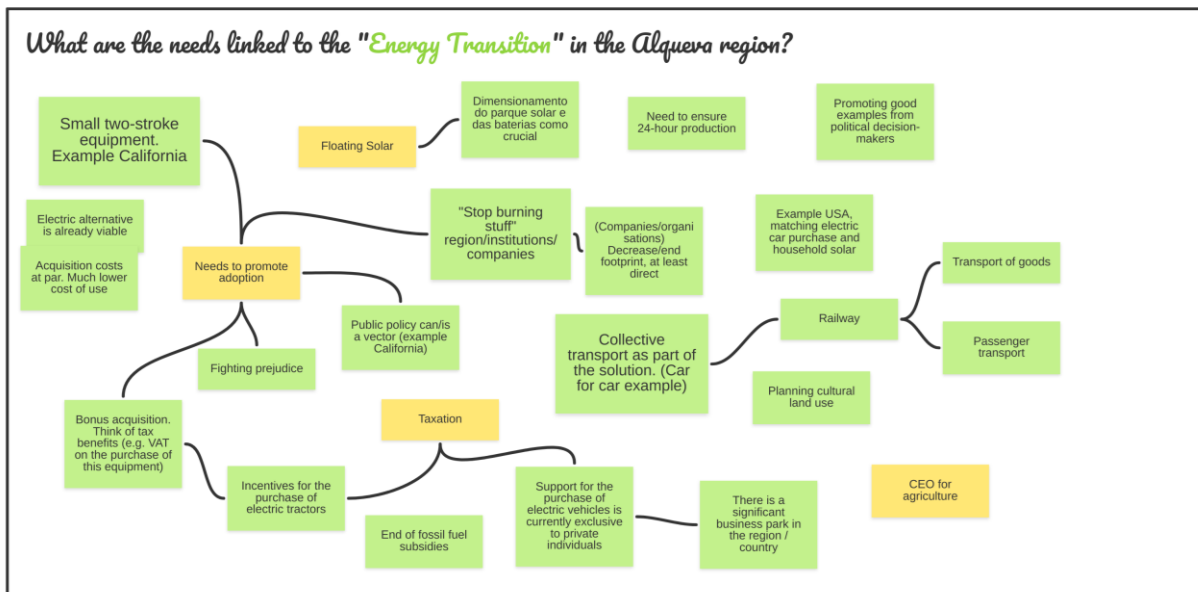 What are the needs linked to the "Energy Transition" in the Alqueva region?
Small two-stroke
equipment.
Example California
Floating Solar
Dimensionamento
do parque solar e
das baterias como
crucial
Need to ensure
24-hour production
Promoting good
examples from
political decision-
makers
Electric alternative
is already viable
Acquisition costs
at par. Much lower
cost of use
Needs to promote
adoption
"Stop burning
stuff"
region/institutions/
companies
(Companies/organi
sations)
Decrease/end
footprint, at least
direct
Example USA,
matching electric
car purchase and
household solar
Transport of goods
Railway
Passenger
transport
Public policy can/is
a vector (example
California)
Fighting prejudice
Collective
transport as part of
the solution. (Car
for car example)
Planning cultural
land use
Bonus acquisition.
Think of tax
benefits (e.g. VAT
on the purchase of
this equipment)
Taxation
Incentives for the
purchase of
electric tractors
End of fossil fuel
subsidies
Support for the
purchase of
electric vehicles is
currently exclusive
to private
individuals
There is a
significant
business park in
the region /
country
CEO for
agriculture